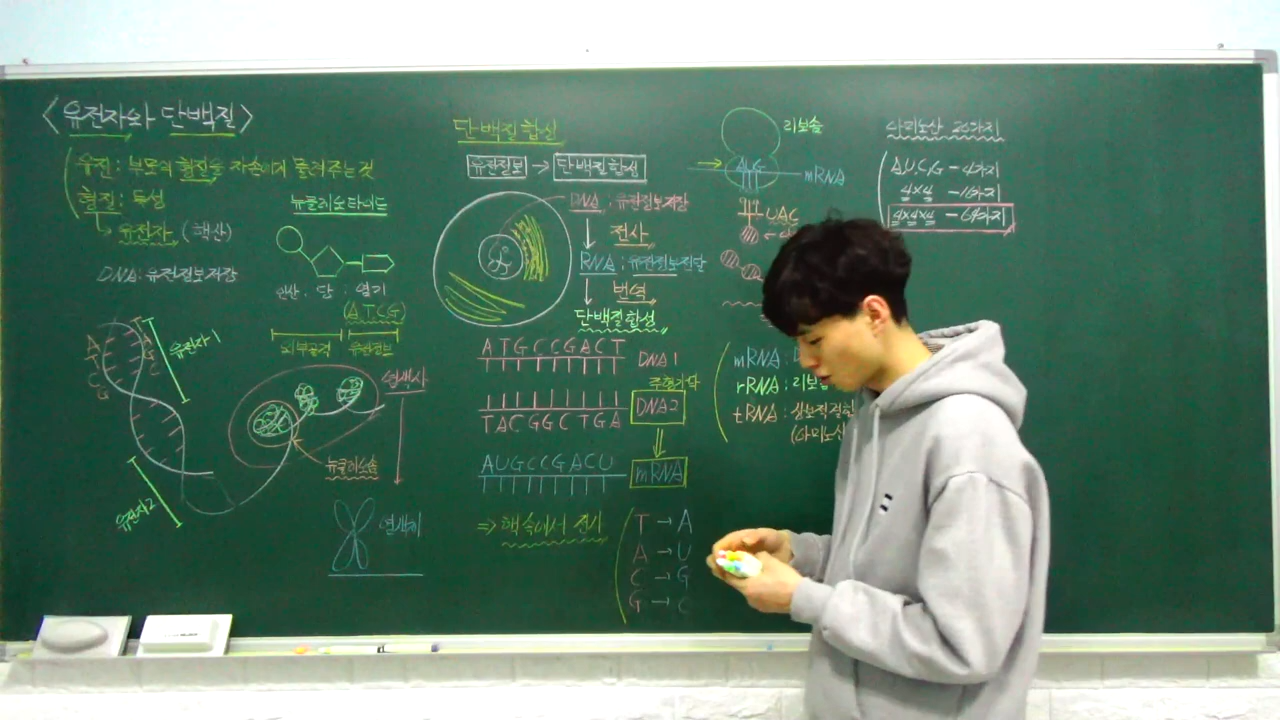 <유전자와 단백질>
유전 : 부모의 형질을 자손에게 물려주는 것
형질 : 특성
유전자 (핵산)
DNA : 유전정보저장
뉴클레오타이드
인산 · 당 · 염기
(A,T,C,G)
외부골격 유전정보
A
T
C
G
유전자 1
유전자 2
염색사
뉴클레오솜
염색체
단백질합성
유전정보 → 단백질합성
DNA : 유전정보저장
↓ 전사
RNA : 유전정보전달
↓ 번역
단백질합성
ATGCCGACT DNA 1
주형가닥
TACGGCTGA DNA 2
AUGCCGACU mRNA
⇒ 핵 속에서 전사
T → A
A → U
C → G
G → C
리보솜
AUG
mRNA
UAC
mRNA :
rRNA : 리보
tRNA : 상보적
(아미노산
아미노산 20가지
A,U,C,G - 4가지
4×4 - 16가지
4×4×4 - 64가지